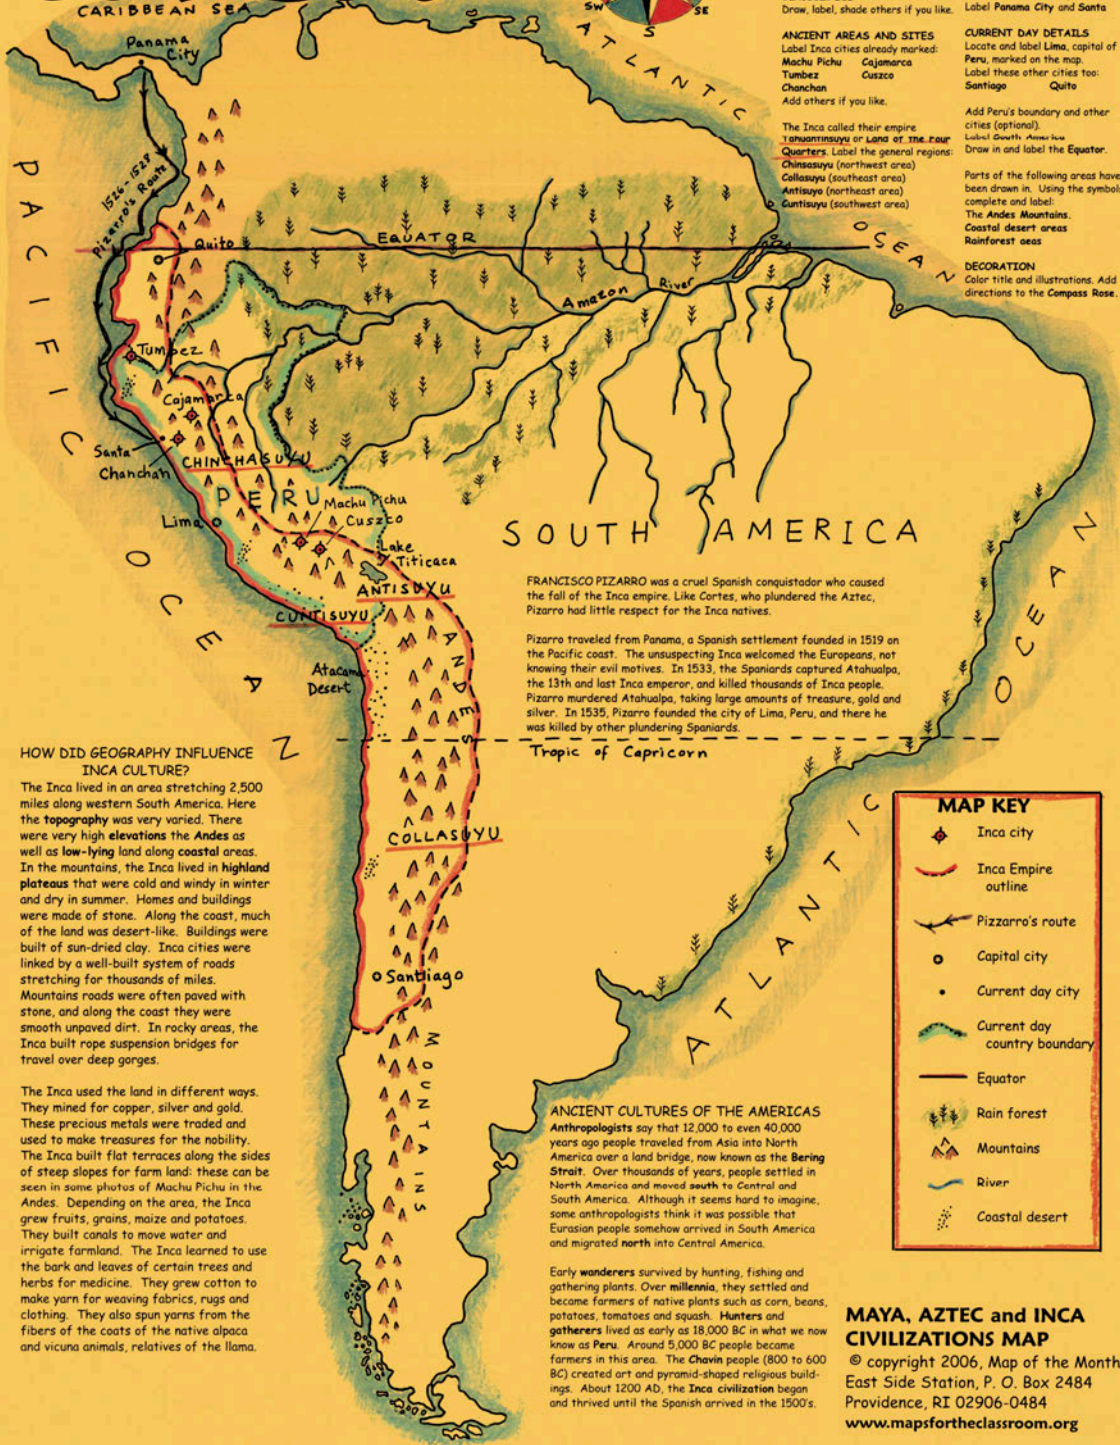 CARIBBEAN SEA
SW
S
SE
Draw, label, shade others if you like.
ANCIENT AREAS AND SITES
Label Inca cities already marked:
Machu Pichu Cajamarca
Tumbez Cuszco
Chanchan
Add others if you like.
The Inca called their empire
Tahuantinsuyu or Land of The Four
Quarters. Label the general regions:
Chinsasuyu (northwest area)
Collasuyu (southeast area)
Antisuyo (northeast area)
Cuntisuyu (southwest area)
Label Panama City and Santa
CURRENT DAY DETAILS
Locate and label Lima, capital of
Peru, marked on the map.
Label these other cities too:
Santiago Quito
Add Peru's boundary and other
cities (optional).
Label South America
Draw in and label the Equator.
Parts of the following areas have
been drawn in. Using the symbols
complete and label:
The Andes Mountains.
Coastal desert areas
Rainforest aeas
DECORATION
Color title and illustrations. Add
directions to the Compass Rose.
Panama
City
ATLANTIC
OCEAN
PACIFIC
OCEAN
1526-1528
Pizarro's Route
Quito
EQUATOR
Amazon River
Tumbez
Cajamarca
Santa
Chanchan
CHINCHASUYU
PERU
Machu Pichu
Cuszco
Lima
Lake
Titicaca
ANTISUYU
CUNTISUYU
Atacama
Desert
ANDES
SOUTH AMERICA
FRANCISCO PIZARRO was a cruel Spanish conquistador who caused
the fall of the Inca empire. Like Cortes, who plundered the Aztec,
Pizarro had little respect for the Inca natives.
Pizarro traveled from Panama, a Spanish settlement founded in 1519 on
the Pacific coast. The unsuspecting Inca welcomed the Europeans, not
knowing their evil motives. In 1533, the Spaniards captured Atahualpa,
the 13th and last Inca emperor, and killed thousands of Inca people.
Pizarro murdered Atahualpa, taking large amounts of treasure, gold and
silver. In 1535, Pizarro founded the city of Lima, Peru, and there he
was killed by other plundering Spaniards.
Tropic of Capricorn
COLLASUYU
Santiago
MOUNTAINS
ATLANTIC
OCEAN
HOW DID GEOGRAPHY INFLUENCE
INCA CULTURE?
The Inca lived in an area stretching 2,500
miles along western South America. Here
the topography was very varied. There
were very high elevations the Andes as
well as low-lying land along coastal areas.
In the mountains, the Inca lived in highland
plateaus that were cold and windy in winter
and dry in summer. Homes and buildings
were made of stone. Along the coast, much
of the land was desert-like. Buildings were
built of sun-dried clay. Inca cities were
linked by a well-built system of roads
stretching for thousands of miles.
Mountains roads were often paved with
stone, and along the coast they were
smooth unpaved dirt. In rocky areas, the
Inca built rope suspension bridges for
travel over deep gorges.
The Inca used the land in different ways.
They mined for copper, silver and gold.
These precious metals were traded and
used to make treasures for the nobility.
The Inca built flat terraces along the sides
of steep slopes for farm land: these can be
seen in some photos of Machu Pichu in the
Andes. Depending on the area, the Inca
grew fruits, grains, maize and potatoes.
They built canals to move water and
irrigate farmland. The Inca learned to use
the bark and leaves of certain trees and
herbs for medicine. They grew cotton to
make yarn for weaving fabrics, rugs and
clothing. They also spun yarns from the
fibers of the coats of the native alpaca
and vicuna animals, relatives of the llama.
MAP KEY
Inca city
Inca Empire
outline
Pizzarro's route
Capital city
Current day city
Current day
country boundary
Equator
Rain forest
Mountains
River
Coastal desert
ANCIENT CULTURES OF THE AMERICAS
Anthropologists say that 12,000 to even 40,000
years ago people traveled from Asia into North
America over a land bridge, now known as the Bering
Strait. Over thousands of years, people settled in
North America and moved south to Central and
South America. Although it seems hard to imagine,
some anthropologists think it was possible that
Eurasian people somehow arrived in South America
and migrated north into Central America.
Early wanderers survived by hunting, fishing and
gathering plants. Over millennia, they settled and
became farmers of native plants such as corn, beans,
potatoes, tomatoes and squash. Hunters and
gatherers lived as early as 18,000 BC in what we now
know as Peru. Around 5,000 BC people became
farmers in this area. The Chavin people (800 to 600
BC) created art and pyramid-shaped religious build-
ings. About 1200 AD, the Inca civilization began
and thrived until the Spanish arrived in the 1500's.
MAYA, AZTEC and INCA
CIVILIZATIONS MAP
© copyright 2006, Map of the Month
East Side Station, P. O. Box 2484
Providence, RI 02906-0484
www.mapsfortheclassroom.org